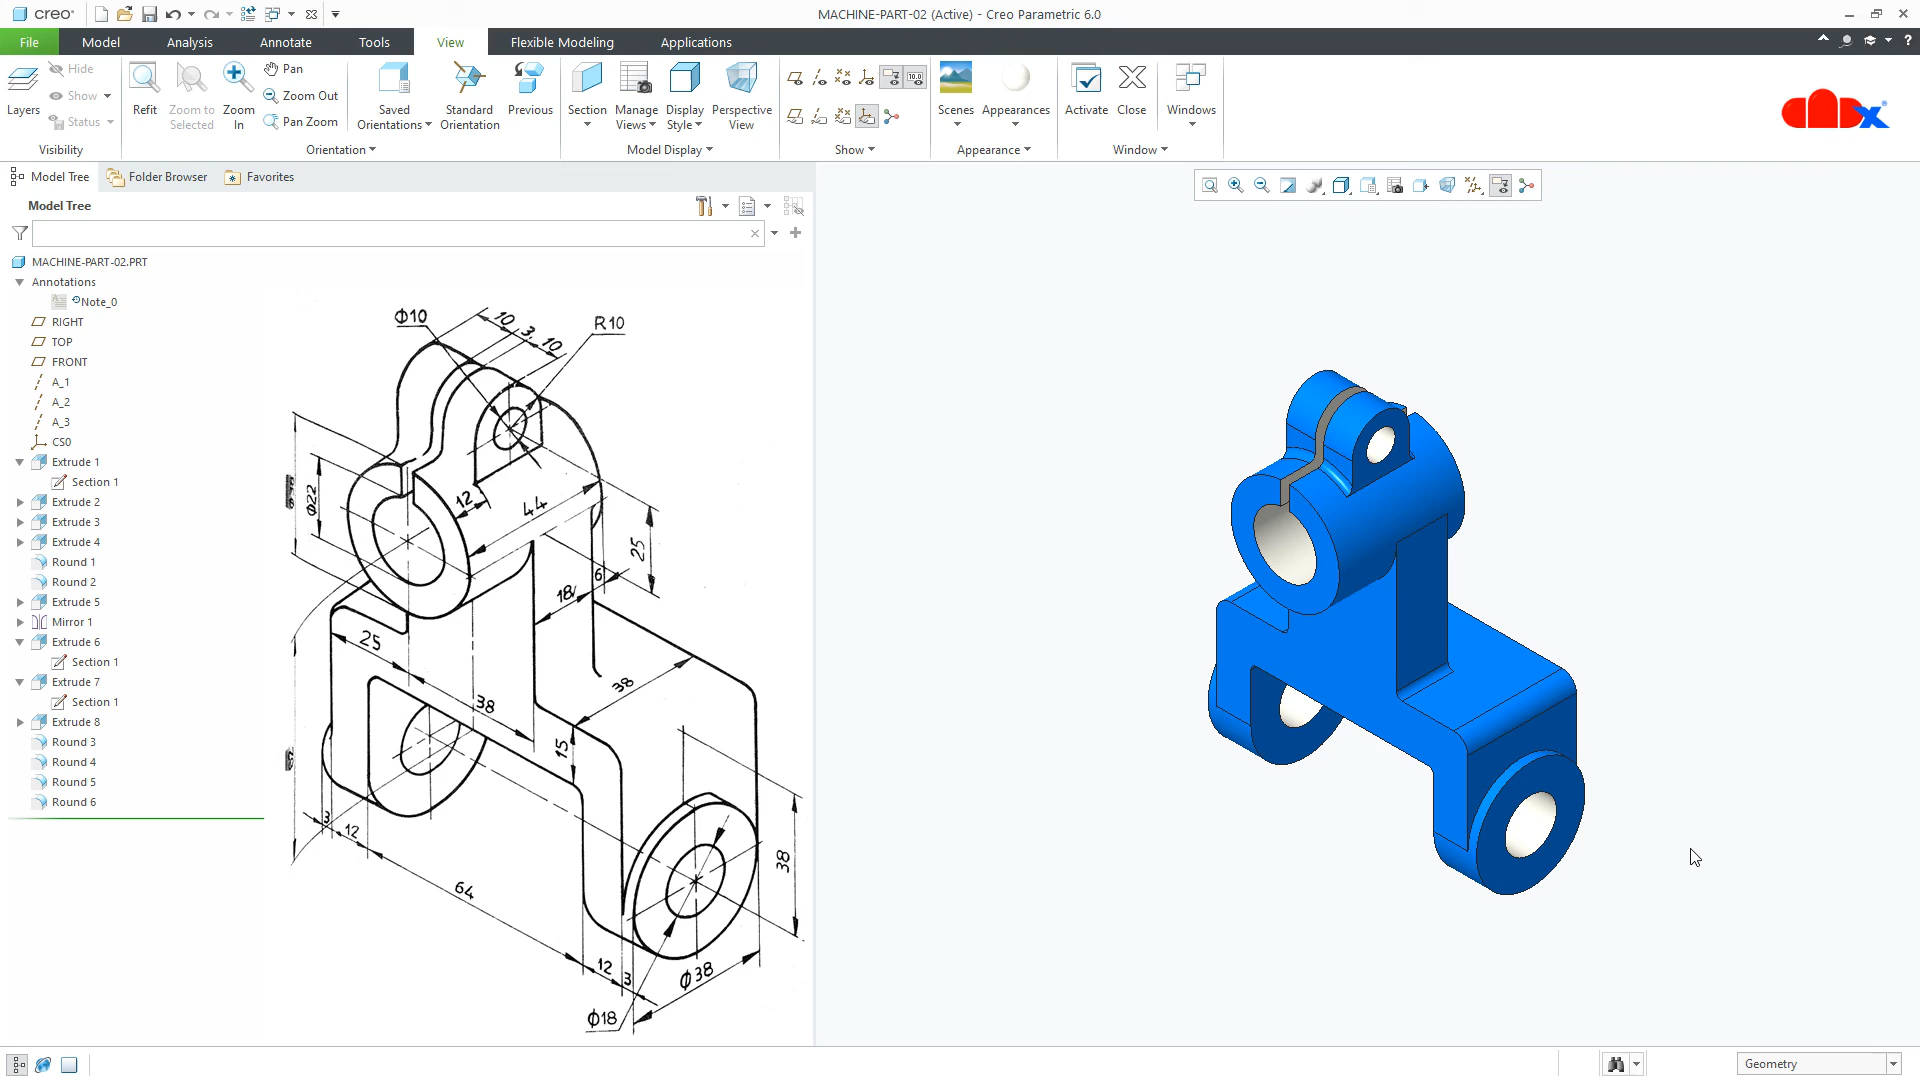 creo
MACHINE-PART-02 (Active) - Creo Parametric 6.0
File Model Analysis Annotate Tools View Flexible Modeling Applications
Layers
Hide
Show
Status
Visibility
Refit
Zoom to Selected
Zoom In
Pan
Zoom Out
Pan Zoom
Saved Orientations
Standard Orientation
Previous
Orientation
Section
Manage Views
Display Style
Perspective View
Model Display
10.0
Show
Scenes
Appearances
Appearance
Activate
Close
Windows
Window
Model Tree Folder Browser Favorites
Model Tree
MACHINE-PART-02.PRT
Annotations
Note_0
RIGHT
TOP
FRONT
A_1
A_2
A_3
CS0
Extrude 1
Section 1
Extrude 2
Extrude 3
Extrude 4
Round 1
Round 2
Extrude 5
Mirror 1
Extrude 6
Section 1
Extrude 7
Section 1
Extrude 8
Round 3
Round 4
Round 5
Round 6
Φ10
10
3
10
R10
Φ22
12
44
25
6
18
25
38
38
15
3
12
64
38
12
3
Φ38
Φ18
Geometry